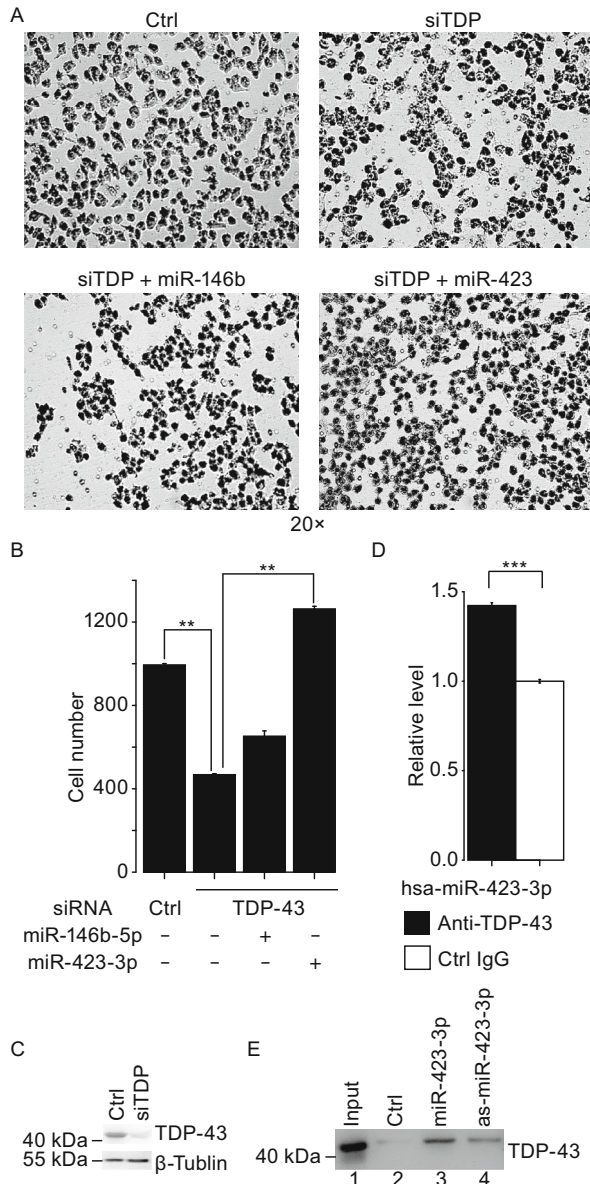 A
Ctrl
siTDP
siTDP + miR-146b
siTDP + miR-423
20×
B
Cell number
1200
800
400
0
**
**
siRNA Ctrl TDP-43
miR-146b-5p − − + −
miR-423-3p − − − +
D
Relative level
1.5
1.0
0.5
0.0
***
hsa-miR-423-3p
Anti-TDP-43
Ctrl IgG
C
Ctrl
siTDP
40 kDa
TDP-43
55 kDa
β-Tublin
E
Input
Ctrl
miR-423-3p
as-miR-423-3p
40 kDa
TDP-43
1 2 3 4